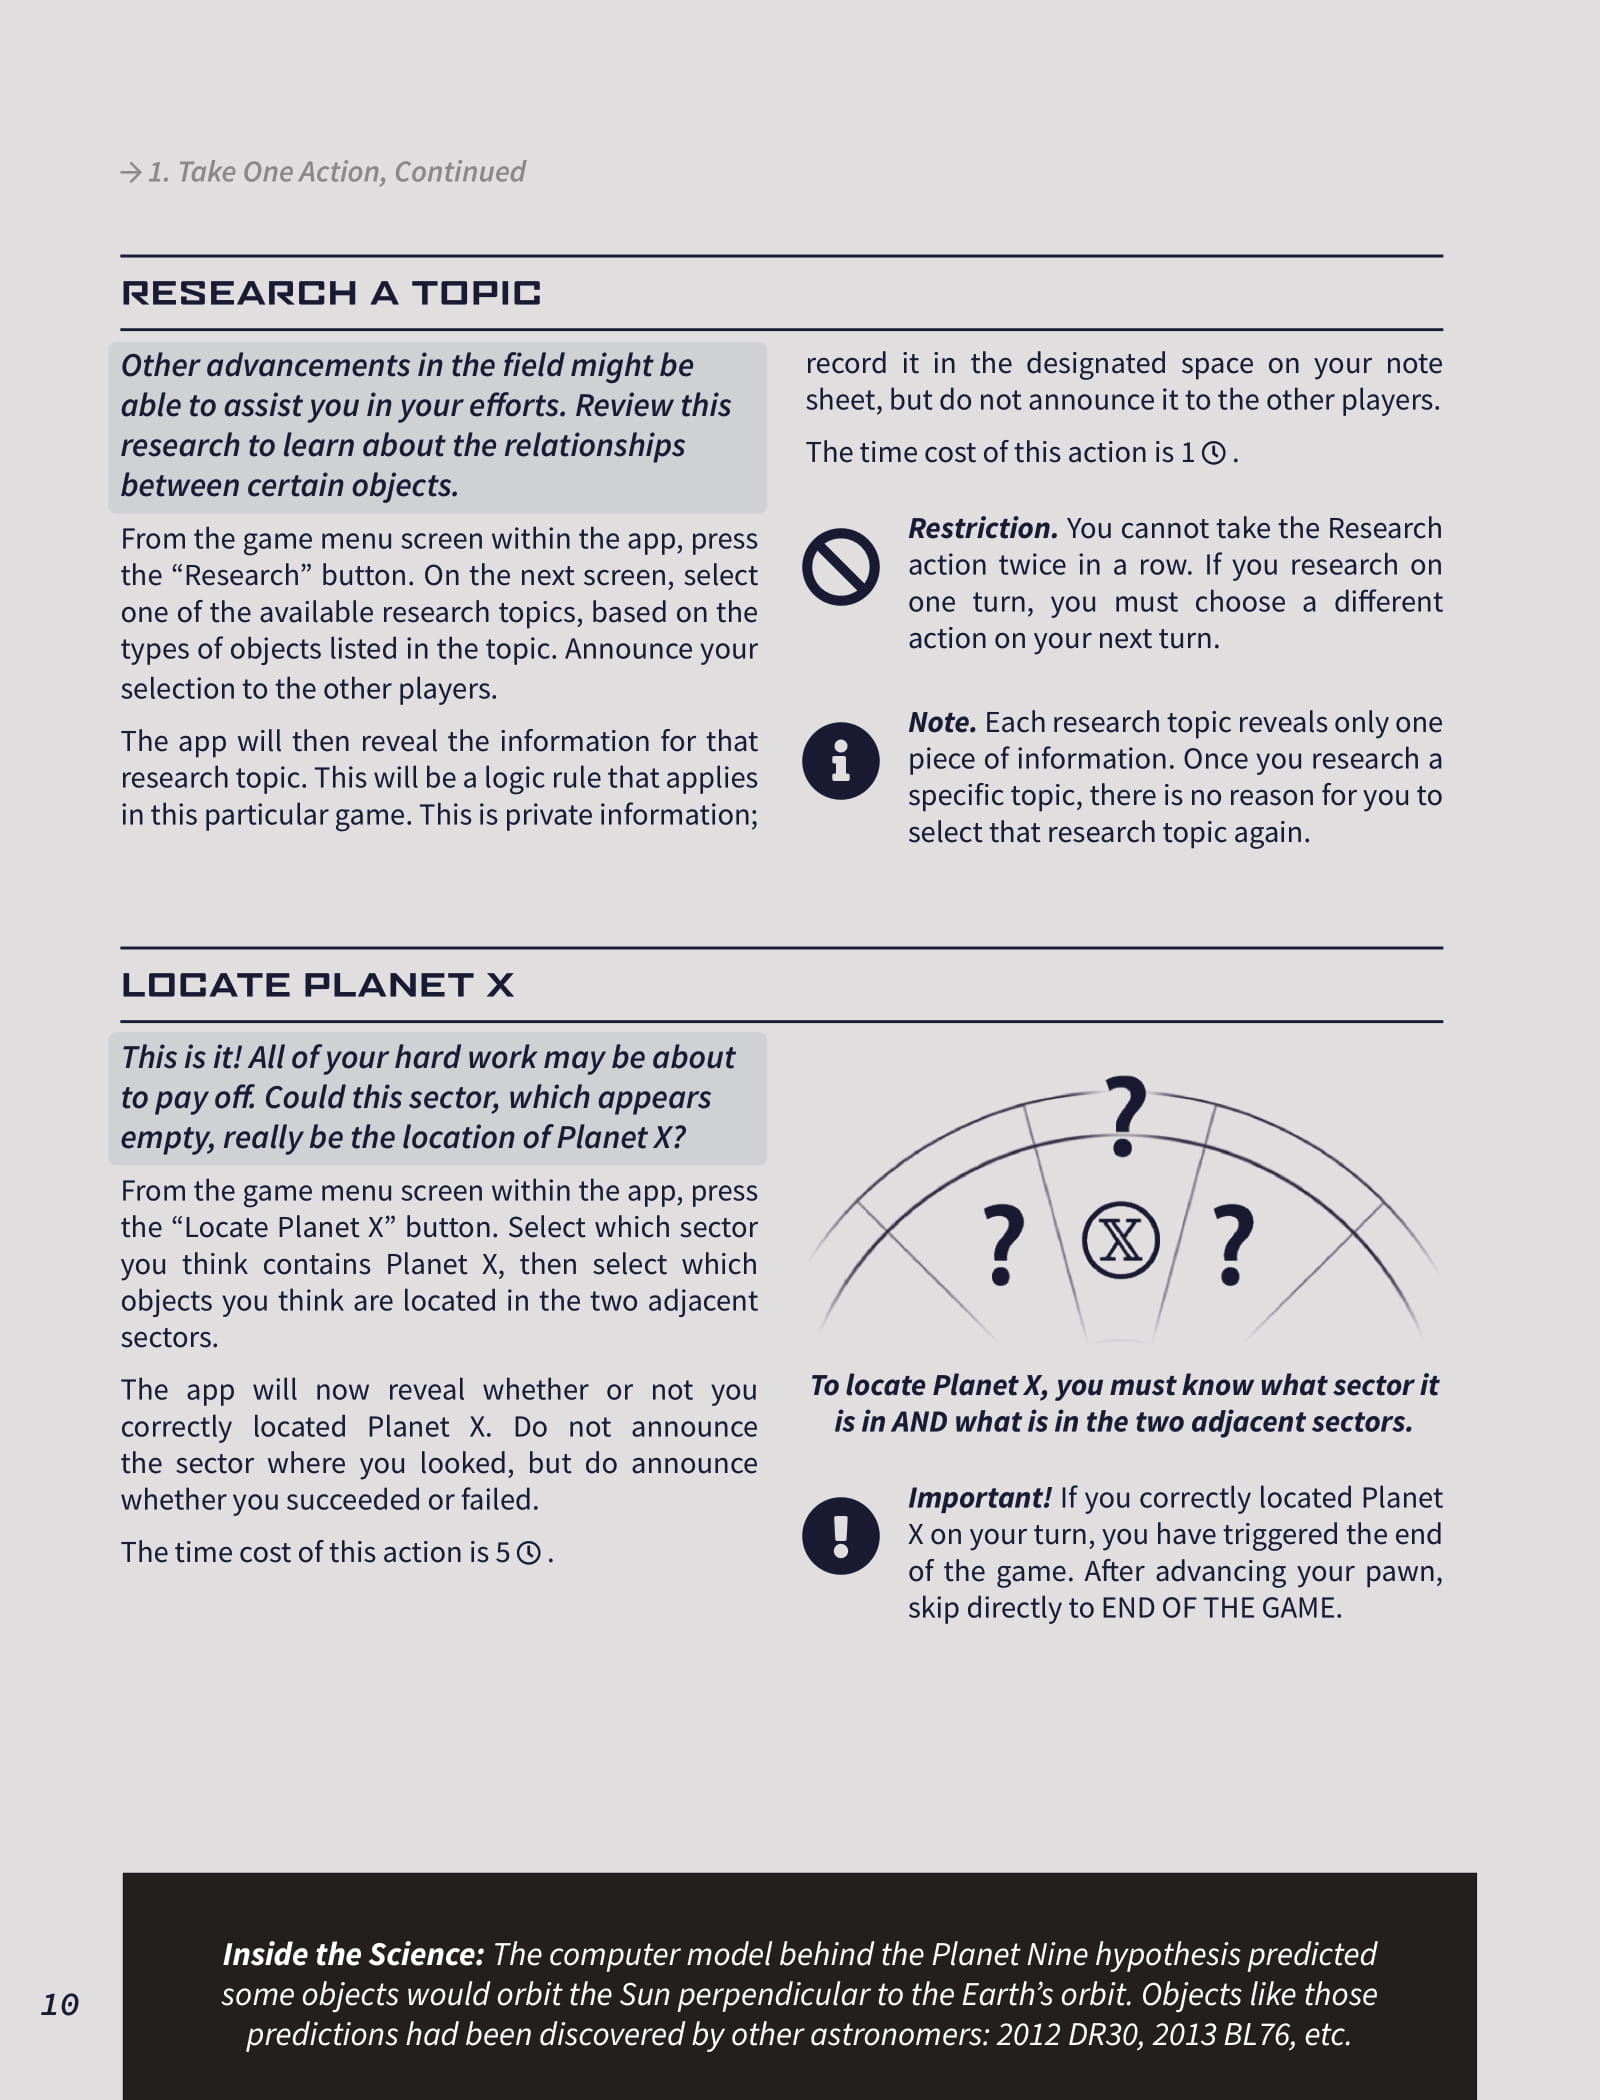 → 1. Take One Action, Continued
RESEARCH A TOPIC
Other advancements in the field might be
able to assist you in your efforts. Review this
research to learn about the relationships
between certain objects.
From the game menu screen within the app, press
the “Research” button. On the next screen, select
one of the available research topics, based on the
types of objects listed in the topic. Announce your
selection to the other players.
The app will then reveal the information for that
research topic. This will be a logic rule that applies
in this particular game. This is private information;
record it in the designated space on your note
sheet, but do not announce it to the other players.
The time cost of this action is 1 .
Restriction. You cannot take the Research
action twice in a row. If you research on
one turn, you must choose a different
action on your next turn.
Note. Each research topic reveals only one
piece of information. Once you research a
specific topic, there is no reason for you to
select that research topic again.
LOCATE PLANET X
This is it! All of your hard work may be about
to pay off. Could this sector, which appears
empty, really be the location of Planet X?
From the game menu screen within the app, press
the “Locate Planet X” button. Select which sector
you think contains Planet X, then select which
objects you think are located in the two adjacent
sectors.
The app will now reveal whether or not you
correctly located Planet X. Do not announce
the sector where you looked, but do announce
whether you succeeded or failed.
The time cost of this action is 5 .
?
? X ?
To locate Planet X, you must know what sector it
is in AND what is in the two adjacent sectors.
Important! If you correctly located Planet
X on your turn, you have triggered the end
of the game. After advancing your pawn,
skip directly to END OF THE GAME.
Inside the Science: The computer model behind the Planet Nine hypothesis predicted
some objects would orbit the Sun perpendicular to the Earth’s orbit. Objects like those
predictions had been discovered by other astronomers: 2012 DR30, 2013 BL76, etc.
10